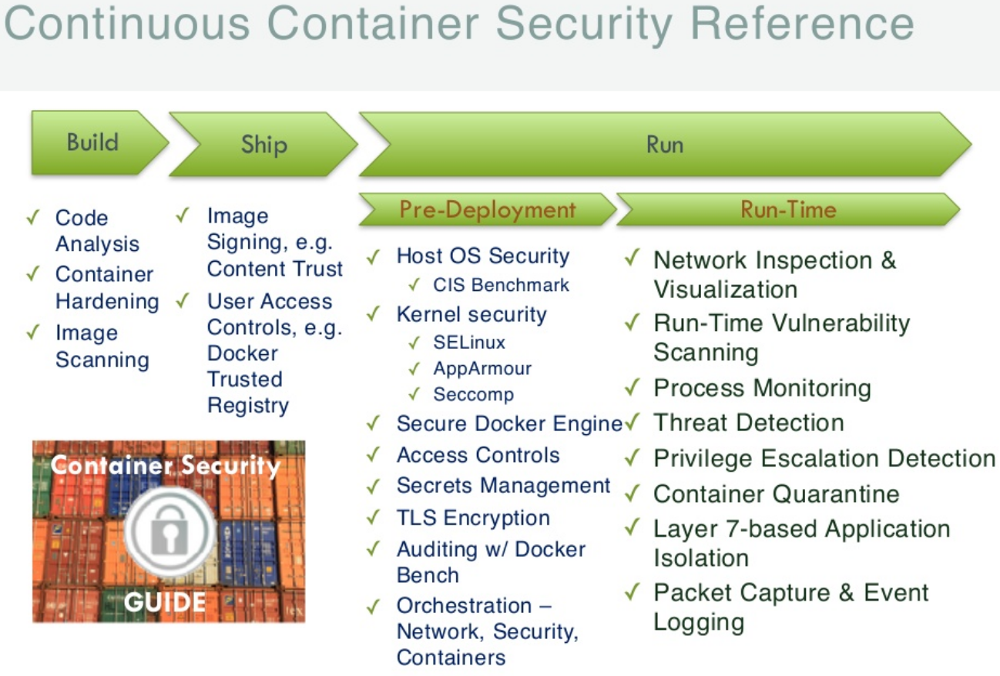 Continuous Container Security Reference
Build
Ship
Run
Code
Analysis
Container
Hardening
Image
Scanning
Image
Signing, e.g.
Content Trust
User Access
Controls, e.g.
Docker
Trusted
Registry
Pre-Deployment
Host OS Security
CIS Benchmark
Kernel security
SELinux
AppArmour
Seccomp
Secure Docker Engine
Access Controls
Secrets Management
TLS Encryption
Auditing w/ Docker
Bench
Orchestration –
Network, Security,
Containers
Run-Time
Network Inspection &
Visualization
Run-Time Vulnerability
Scanning
Process Monitoring
Threat Detection
Privilege Escalation Detection
Container Quarantine
Layer 7-based Application
Isolation
Packet Capture & Event
Logging
Container Security
GUIDE